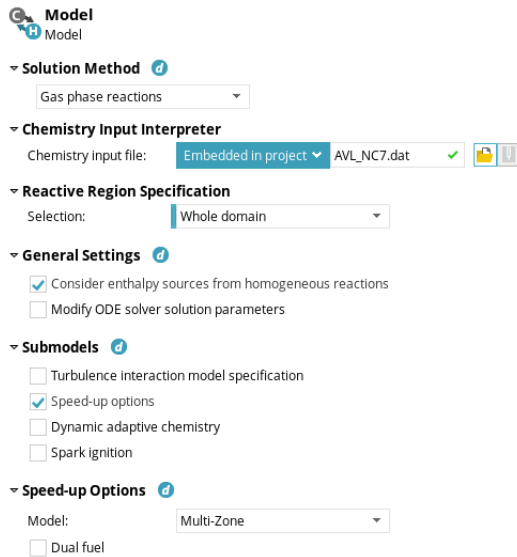 Model
Model
Solution Method d
Gas phase reactions
Chemistry Input Interpreter
Chemistry input file: Embedded in project AVL_NC7.dat
Reactive Region Specification
Selection: Whole domain
General Settings d
Consider enthalpy sources from homogeneous reactions
Modify ODE solver solution parameters
Submodels d
Turbulence interaction model specification
Speed-up options
Dynamic adaptive chemistry
Spark ignition
Speed-up Options d
Model: Multi-Zone
Dual fuel